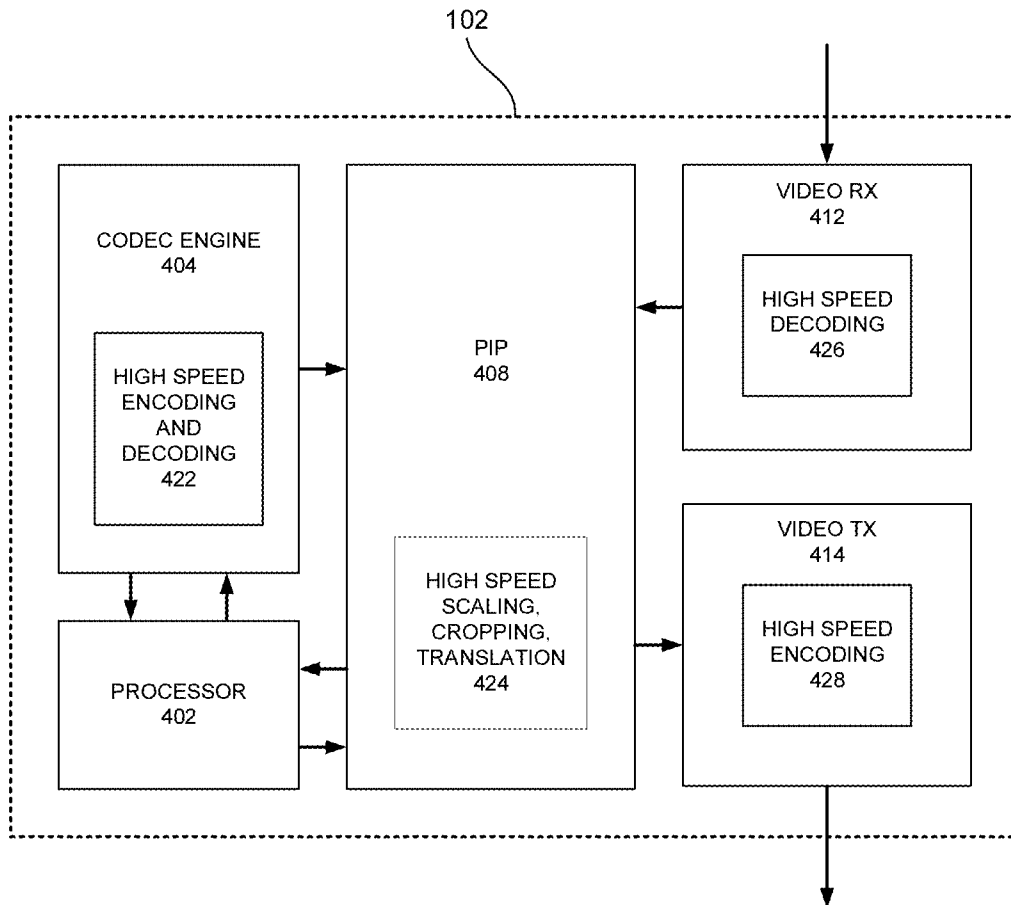 102
CODEC ENGINE
404
HIGH SPEED
ENCODING
AND
DECODING
422
PROCESSOR
402
PIP
408
HIGH SPEED
SCALING,
CROPPING,
TRANSLATION
424
VIDEO RX
412
HIGH SPEED
DECODING
426
VIDEO TX
414
HIGH SPEED
ENCODING
428